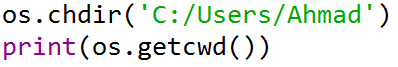 os.chdir('C:/Users/Ahmad')
print(os.getcwd())